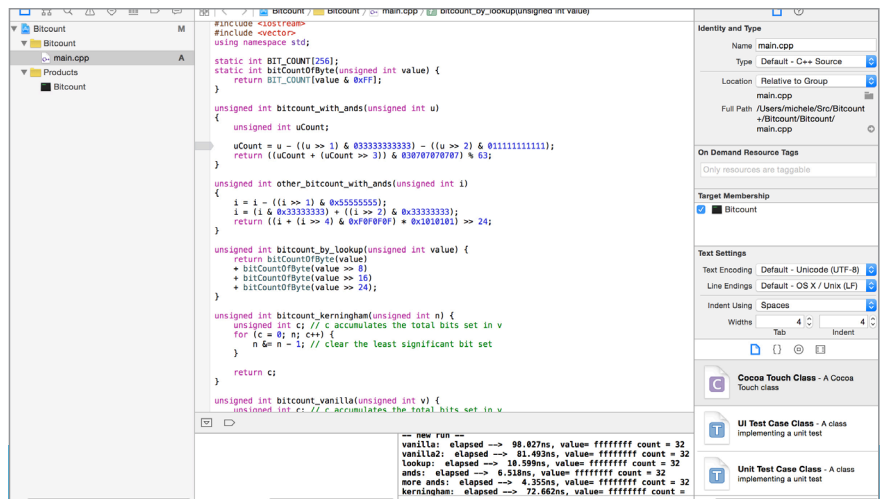 Bitcount
Bitcount
main.cpp
bitcount_by_lookup(unsigned int value)
Bitcount M
Bitcount
main.cpp A
Products
Bitcount
#include <iostream>
#include <vector>
using namespace std;
static int BIT_COUNT[256];
static int bitCountOfByte(unsigned int value) {
return BIT_COUNT[value & 0xFF];
}
unsigned int bitcount_with_ands(unsigned int u)
{
unsigned int uCount;
uCount = u - ((u >> 1) & 033333333333) - ((u >> 2) & 011111111111);
return ((uCount + (uCount >> 3)) & 030707070707) % 63;
}
unsigned int other_bitcount_with_ands(unsigned int i)
{
i = i - ((i >> 1) & 0x55555555);
i = (i & 0x33333333) + ((i >> 2) & 0x33333333);
return ((i + (i >> 4) & 0xF0F0F0F) * 0x1010101) >> 24;
}
unsigned int bitcount_by_lookup(unsigned int value) {
return bitCountOfByte(value)
+ bitCountOfByte(value >> 8)
+ bitCountOfByte(value >> 16)
+ bitCountOfByte(value >> 24);
}
unsigned int bitcount_kerningham(unsigned int n) {
unsigned int c; // c accumulates the total bits set in v
for (c = 0; n; c++) {
n &= n - 1; // clear the least significant bit set
}
return c;
}
unsigned int bitcount_vanilla(unsigned int v) {
unsigned int c; // c accumulates the total bits set in v
-- new run --
vanilla: elapsed --> 98.027ns, value= ffffffff count = 32
vanilla2: elapsed --> 81.493ns, value= ffffffff count = 32
lookup: elapsed --> 10.599ns, value= ffffffff count = 32
ands: elapsed --> 6.518ns, value= ffffffff count = 32
more ands: elapsed --> 4.355ns, value= ffffffff count = 32
kerningham: elapsed --> 72.662ns, value= ffffffff count =
Identity and Type
Name main.cpp
Type Default - C++ Source
Location Relative to Group
main.cpp
Full Path /Users/michele/Src/Bitcount
+/Bitcount/Bitcount/
main.cpp
On Demand Resource Tags
Only resources are taggable
Target Membership
Bitcount
Text Settings
Text Encoding Default - Unicode (UTF-8)
Line Endings Default - OS X / Unix (LF)
Indent Using Spaces
Widths 4 4
Tab Indent
{}
C Cocoa Touch Class - A Cocoa
Touch class
T UI Test Case Class - A class
implementing a unit test
T Unit Test Case Class - A class
implementing a unit test